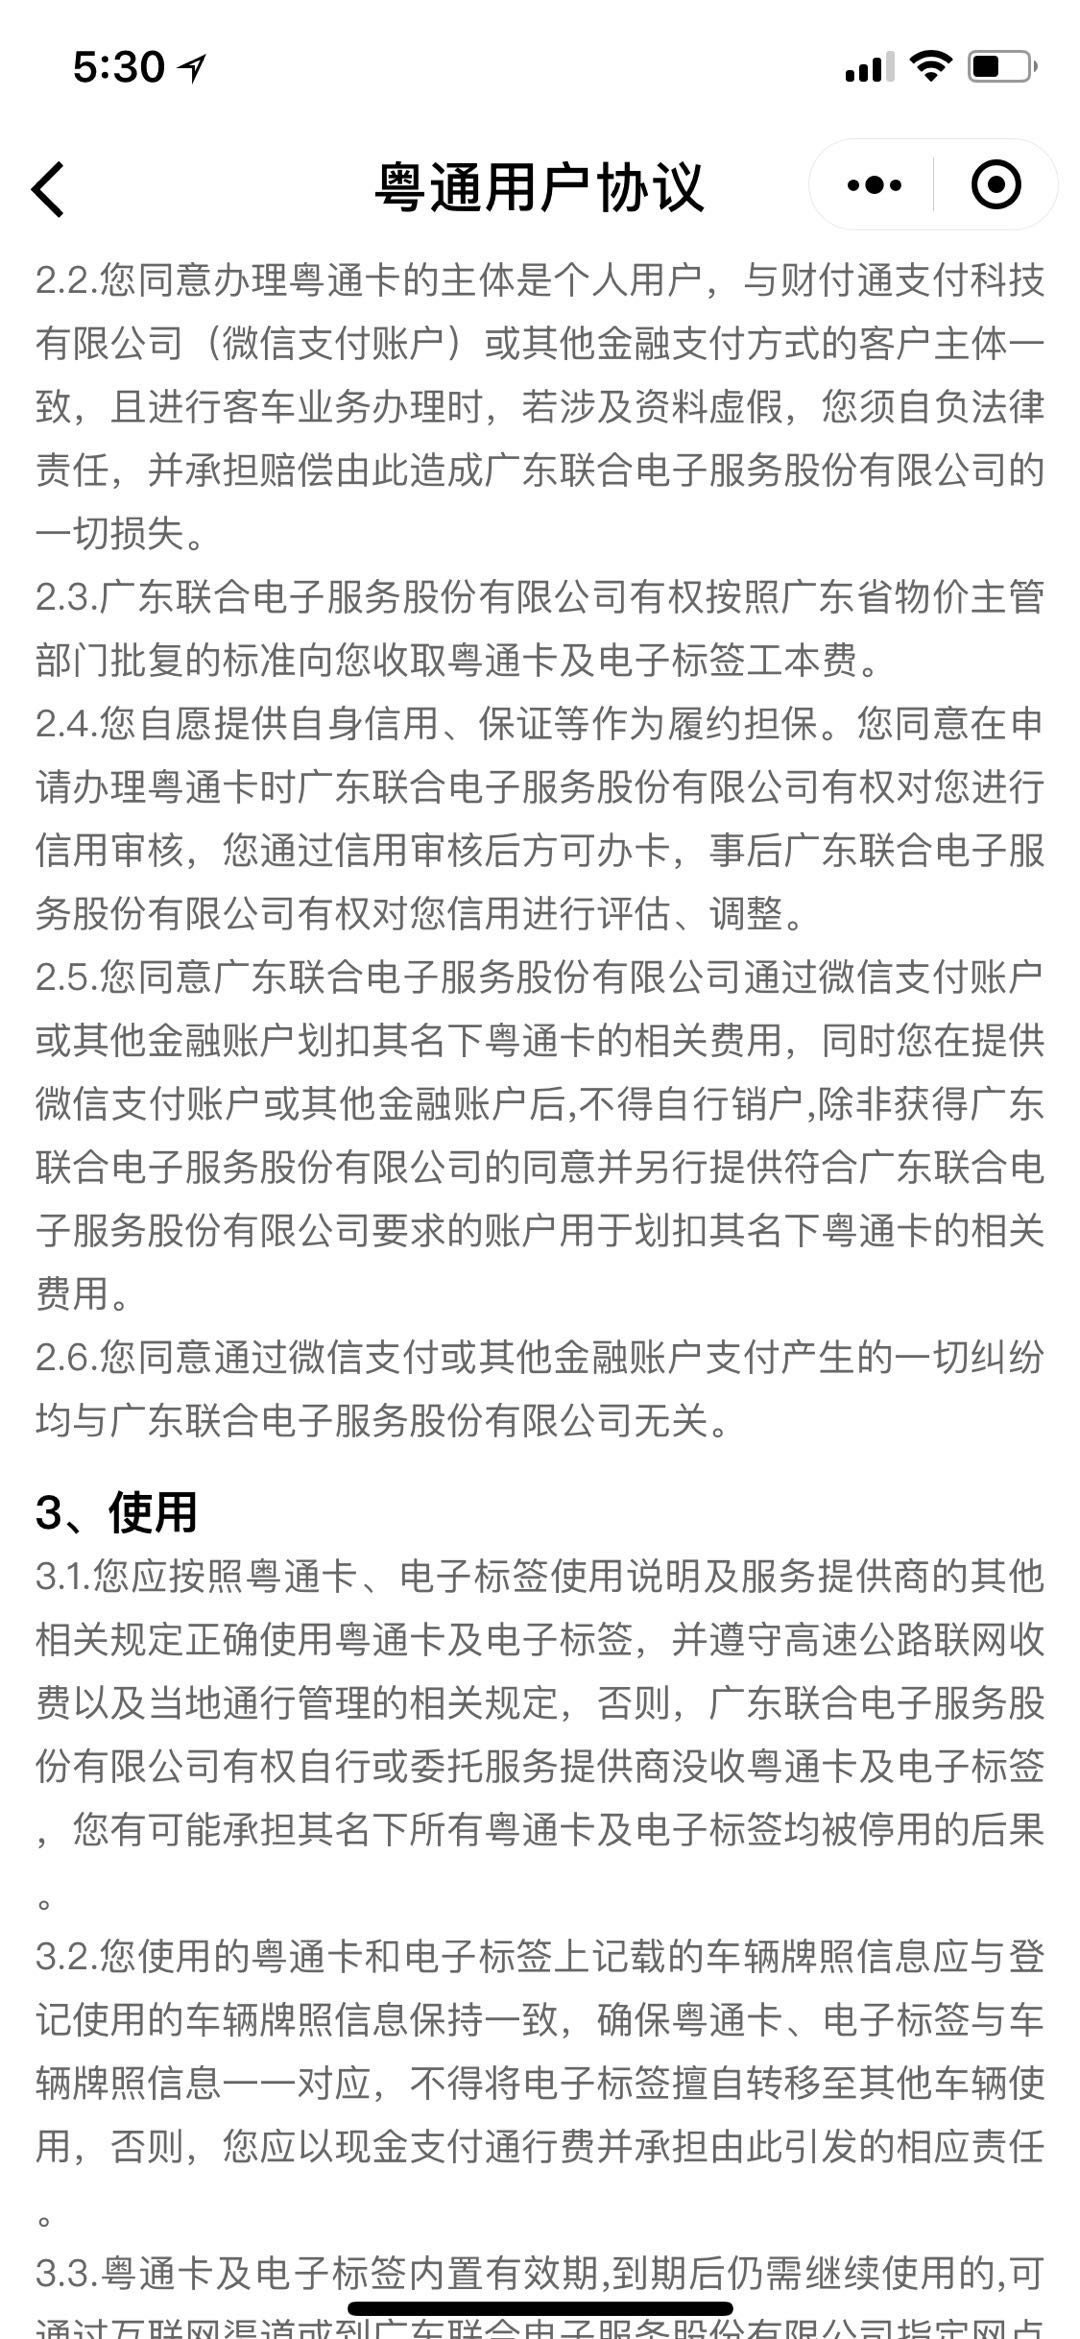 5:30
粤通用户协议
2.2.您同意办理粤通卡的主体是个人用户，与财付通支付科技
有限公司（微信支付账户）或其他金融支付方式的客户主体一
致，且进行客车业务办理时，若涉及资料虚假，您须自负法律
责任，并承担赔偿由此造成广东联合电子服务股份有限公司的
一切损失。
2.3.广东联合电子服务股份有限公司有权按照广东省物价主管
部门批复的标准向您收取粤通卡及电子标签工本费。
2.4.您自愿提供自身信用、保证等作为履约担保。您同意在申
请办理粤通卡时广东联合电子服务股份有限公司有权对您进行
信用审核，您通过信用审核后方可办卡，事后广东联合电子服
务股份有限公司有权对您信用进行评估、调整。
2.5.您同意广东联合电子服务股份有限公司通过微信支付账户
或其他金融账户划扣其名下粤通卡的相关费用，同时您在提供
微信支付账户或其他金融账户后,不得自行销户,除非获得广东
联合电子服务股份有限公司的同意并另行提供符合广东联合电
子服务股份有限公司要求的账户用于划扣其名下粤通卡的相关
费用。
2.6.您同意通过微信支付或其他金融账户支付产生的一切纠纷
均与广东联合电子服务股份有限公司无关。
3、使用
3.1.您应按照粤通卡、电子标签使用说明及服务提供商的其他
相关规定正确使用粤通卡及电子标签，并遵守高速公路联网收
费以及当地通行管理的相关规定，否则，广东联合电子服务股
份有限公司有权自行或委托服务提供商没收粤通卡及电子标签
，您有可能承担其名下所有粤通卡及电子标签均被停用的后果
。
3.2.您使用的粤通卡和电子标签上记载的车辆牌照信息应与登
记使用的车辆牌照信息保持一致，确保粤通卡、电子标签与车
辆牌照信息一一对应，不得将电子标签擅自转移至其他车辆使
用，否则，您应以现金支付通行费并承担由此引发的相应责任
。
3.3.粤通卡及电子标签内置有效期,到期后仍需继续使用的,可
通过互联网渠道或到广东联合电子服务股份有限公司指定网点